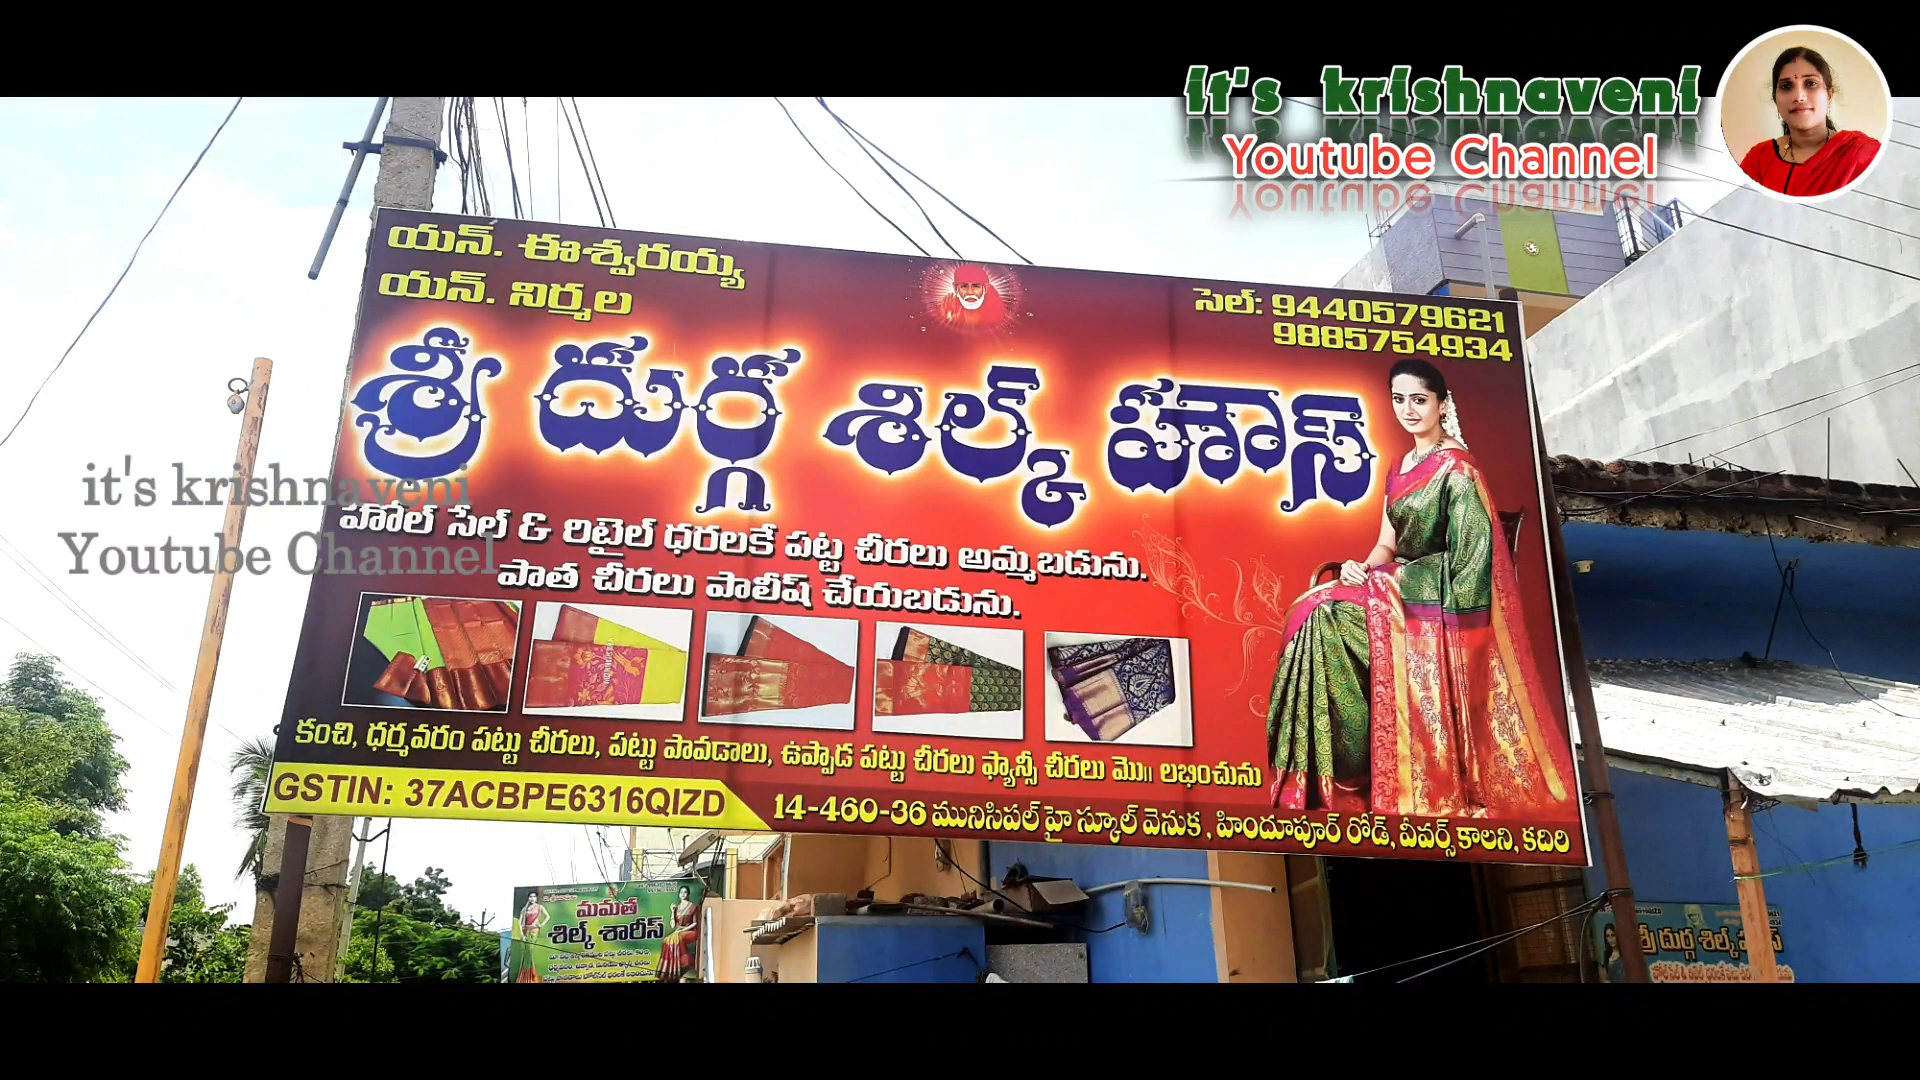 it's krishnaveni
Youtube Channel
యన్. ఈశ్వరయ్య
యన్. నిర్మల
సెల్: 9440579621
9885754934
శ్రీ దుర్గ శిల్క్ హౌస్
it's krishnaveni
Youtube Channel
హోల్ సేల్ & రిటైల్ ధరలకే పట్ట చీరలు అమ్మబడును.
పాత చీరలు పాలీష్ చేయబడును.
కంచి, ధర్మవరం పట్టు చీరలు, పట్టు పావడాలు, ఉప్పాడ పట్టు చీరలు ఫ్యాన్సీ చీరలు మొ॥ లభించును
GSTIN: 37ACBPE6316QIZD
14-460-36 మునిసిపల్ హై స్కూల్ వెనుక, హిందూపూర్ రోడ్, వీవర్స్ కాలని, కదిరి
మమత
శిల్క్ శారీస్
శ్రీ దుర్గ శిల్క్ హౌస్